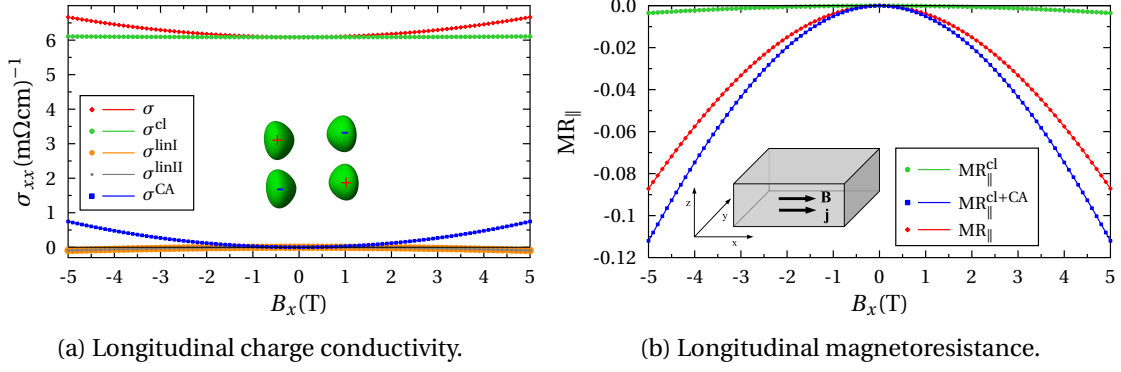 6
5
4
3
2
1
0
σxx(mΩcm)−1
σ
σcl
σlinI
σlinII
σCA
+
-
-
+
-5 -4 -3 -2 -1 0 1 2 3 4 5
Bx(T)
(a) Longitudinal charge conductivity.
0.0
-0.02
-0.04
-0.06
-0.08
-0.1
-0.12
MR∥
z
y
x
B
j
MR∥cl
MR∥cl+CA
MR∥
-5 -4 -3 -2 -1 0 1 2 3 4 5
Bx(T)
(b) Longitudinal magnetoresistance.